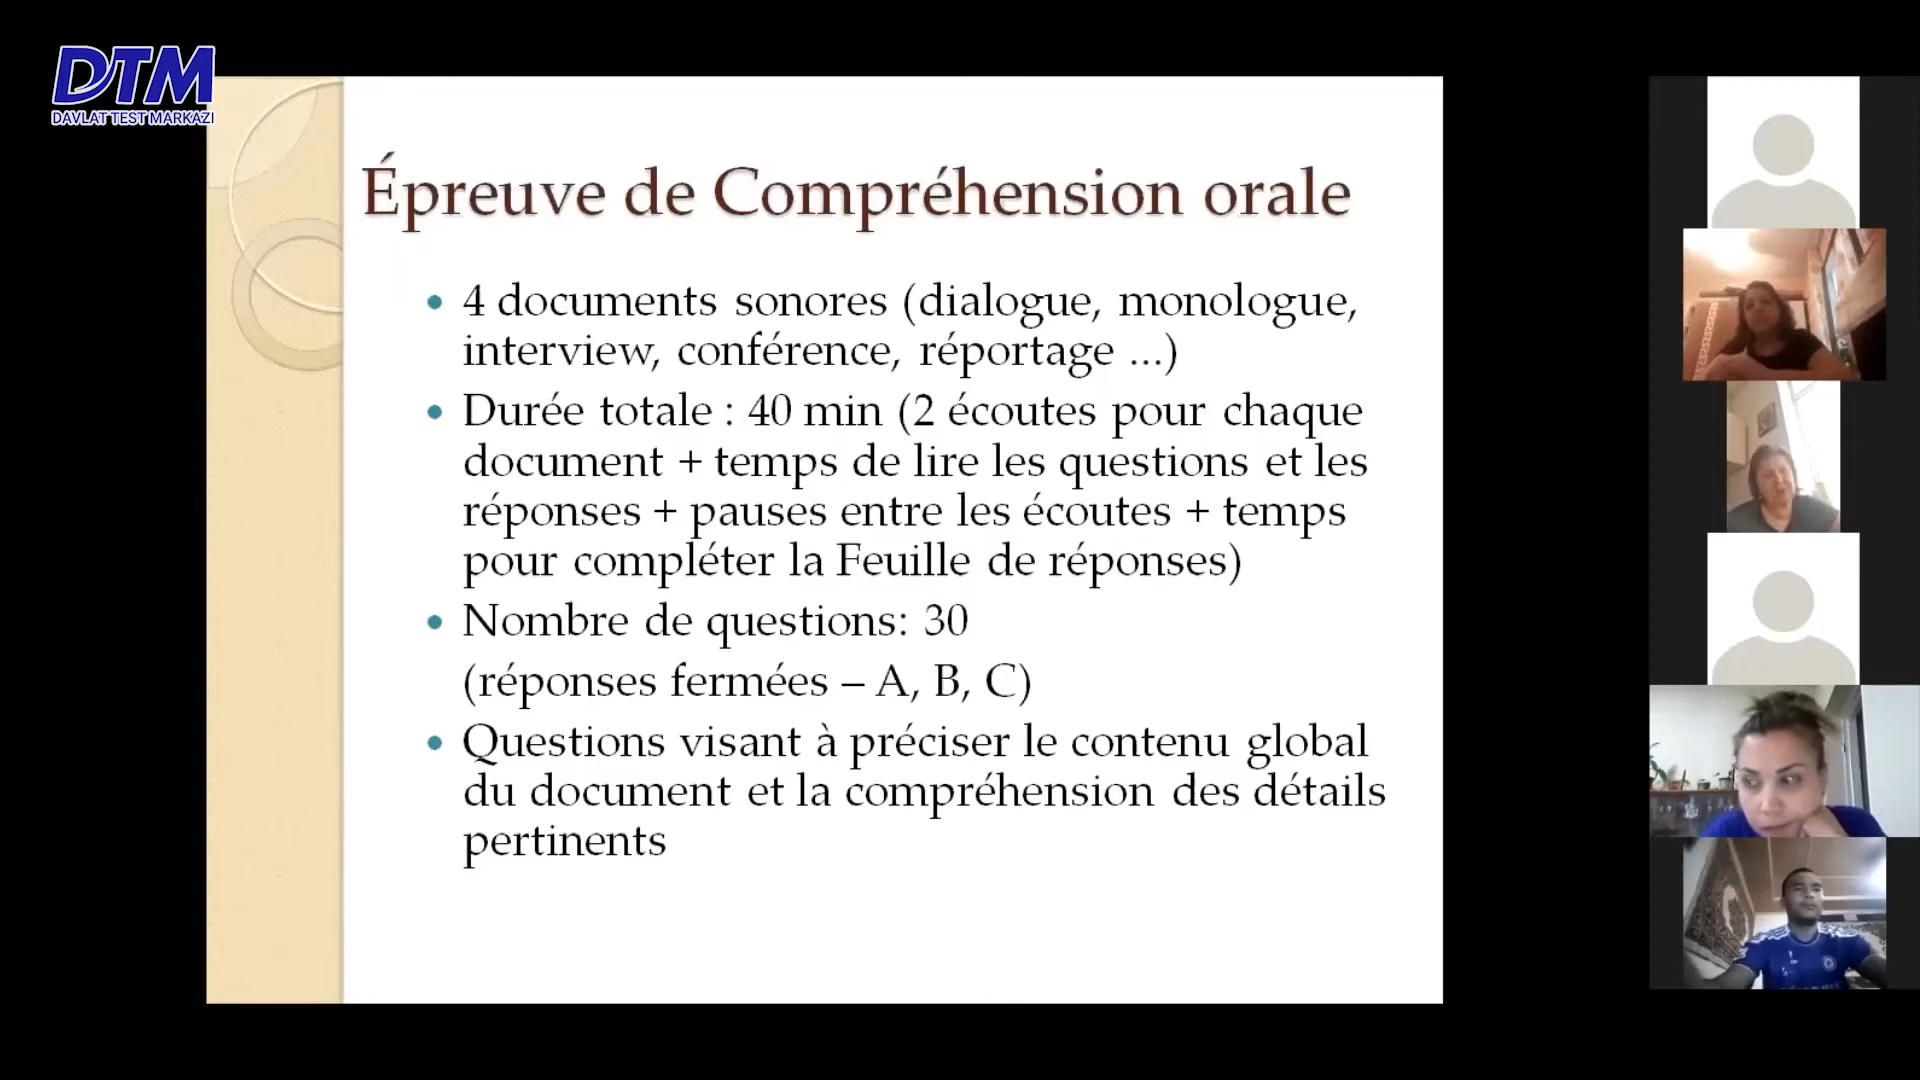 DTM
DAVLAT TEST MARKAZI
Épreuve de Compréhension orale
• 4 documents sonores (dialogue, monologue,
interview, conférence, réportage ...)
• Durée totale : 40 min (2 écoutes pour chaque
document + temps de lire les questions et les
réponses + pauses entre les écoutes + temps
pour compléter la Feuille de réponses)
• Nombre de questions: 30
(réponses fermées – A, B, C)
• Questions visant à préciser le contenu global
du document et la compréhension des détails
pertinents